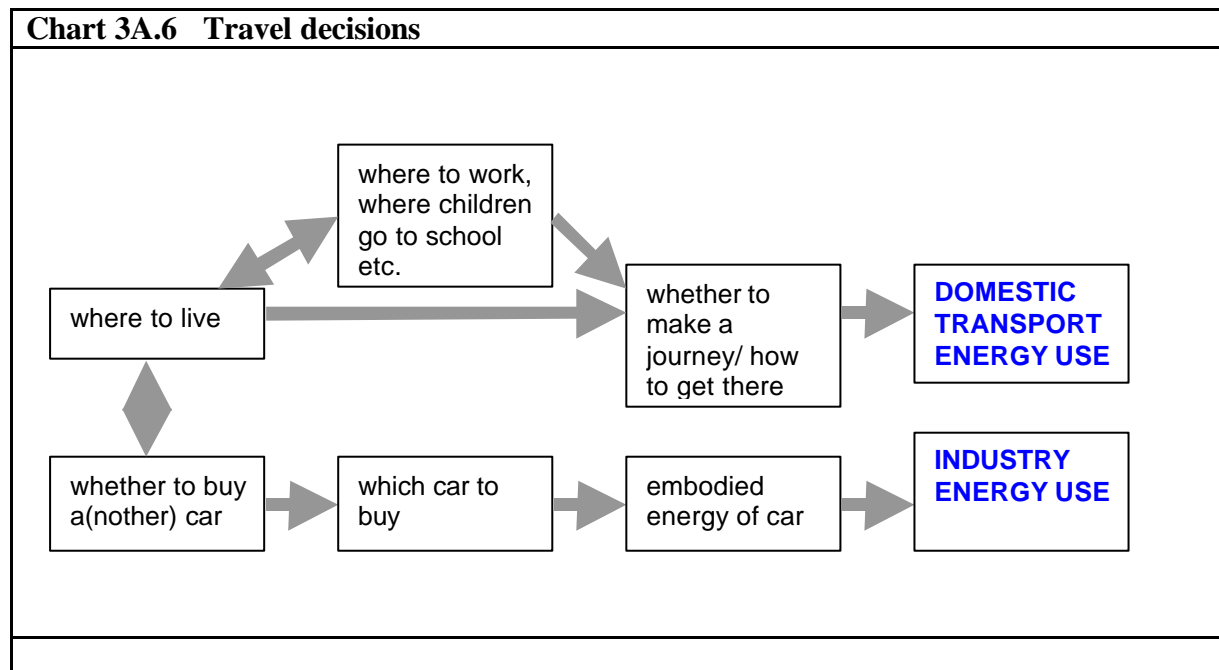 Chart 3A.6 Travel decisions
where to work,
where children
go to school
etc.
where to live
whether to
make a
journey/ how
to get there
DOMESTIC
TRANSPORT
ENERGY USE
whether to buy
a(nother) car
which car to
buy
embodied
energy of car
INDUSTRY
ENERGY USE